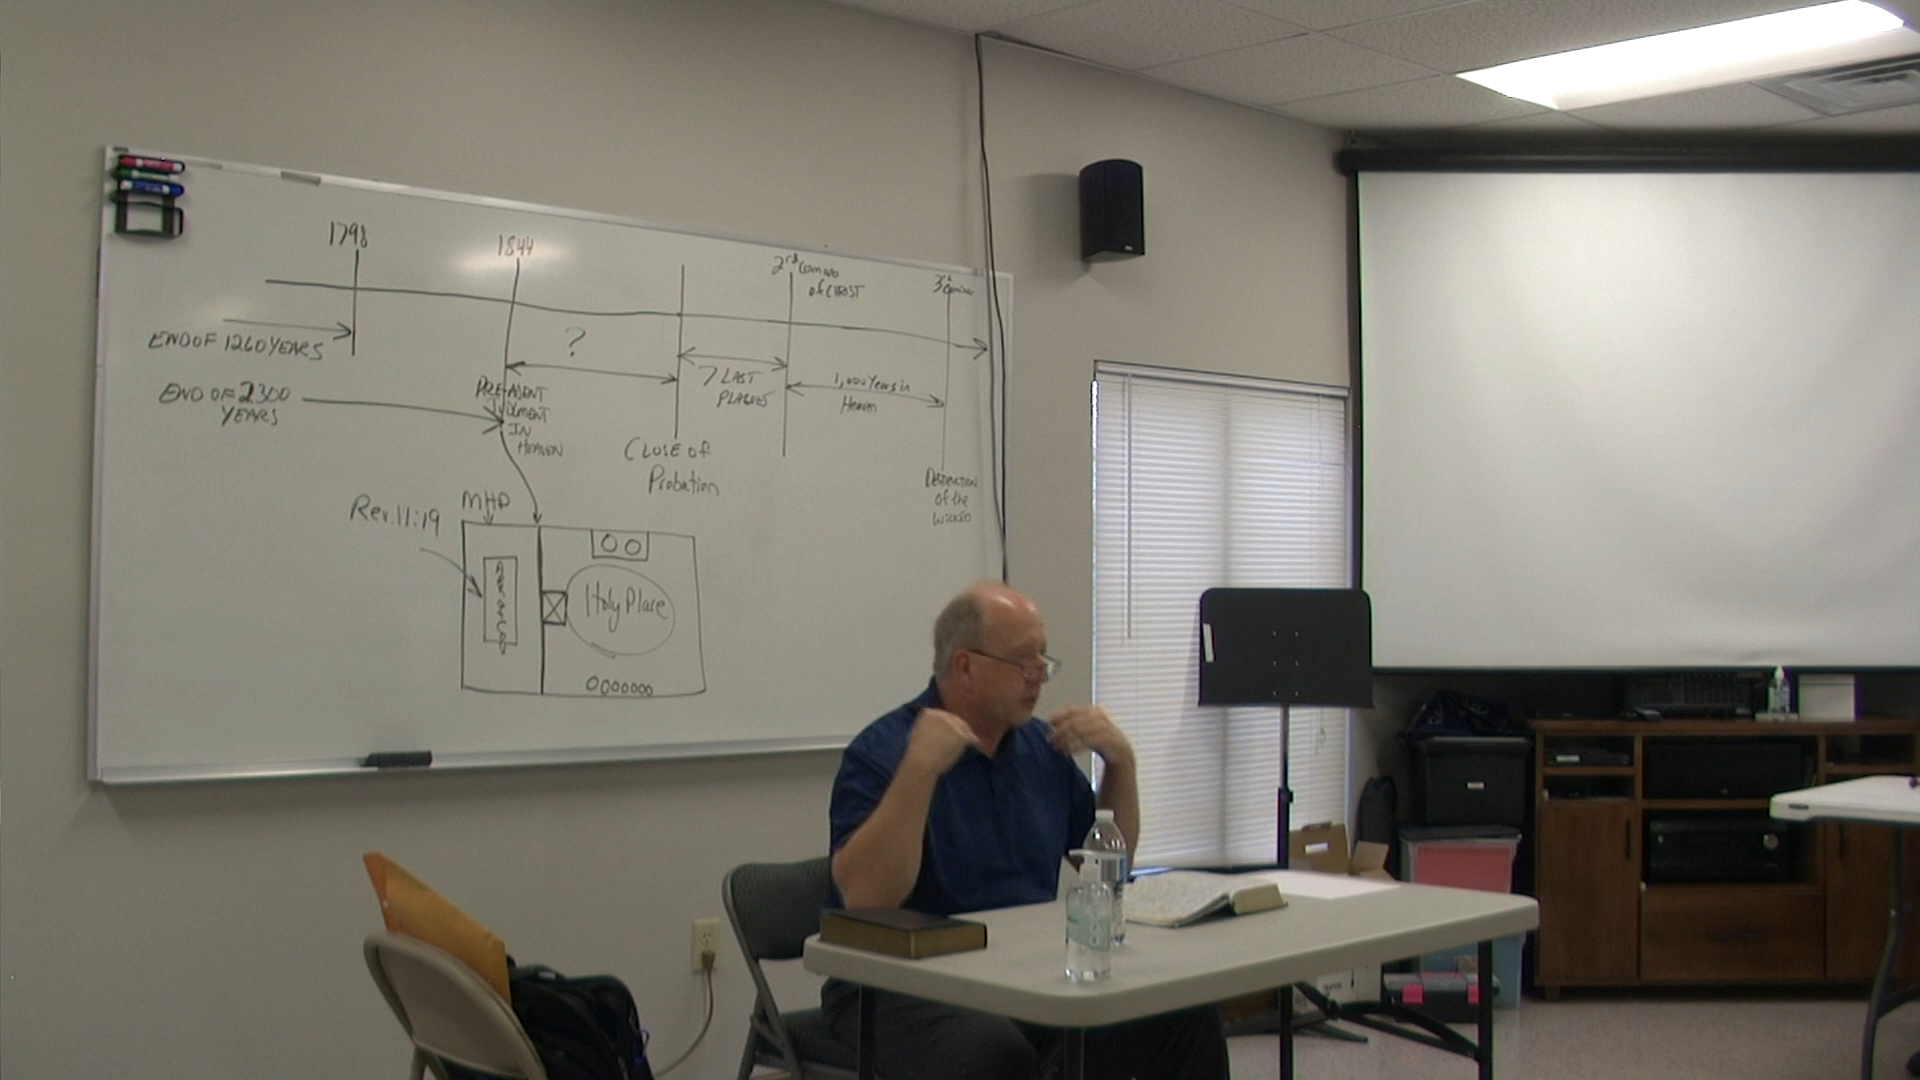 1798
1844
2nd Coming
of CHRIST
3rd Coming
END OF 1260 YEARS
?
END OF 2300
YEARS
PRE-ADVENT
JUDMENT
IN
HEAVEN
7 LAST
PLAGUES
1,000 Years in
Heaven
CLOSE of
Probation
DESTRUCTION
of the
WICKED
Rev. 11:19
MHP
Holy Place